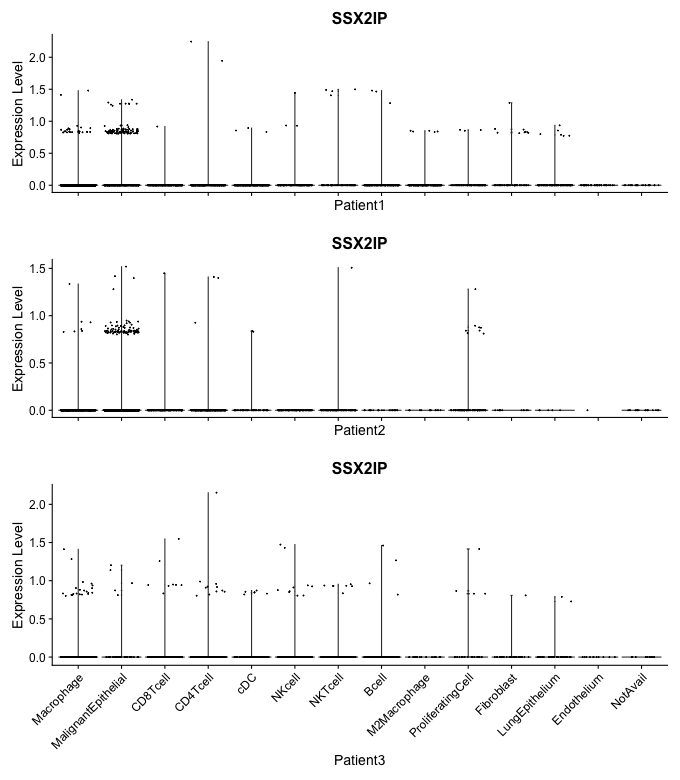 SSX2IP
Expression Level
2.0
1.5
1.0
0.5
0.0
Patient1
SSX2IP
Expression Level
1.5
1.0
0.5
0.0
Patient2
SSX2IP
Expression Level
2.0
1.5
1.0
0.5
0.0
Macrophage
MalignantEpithelial
CD8Tcell
CD4Tcell
cDC
NKcell
NKTcell
Bcell
M2Macrophage
ProliferatingCell
Fibroblast
LungEpithelium
Endothelium
NotAvail
Patient3